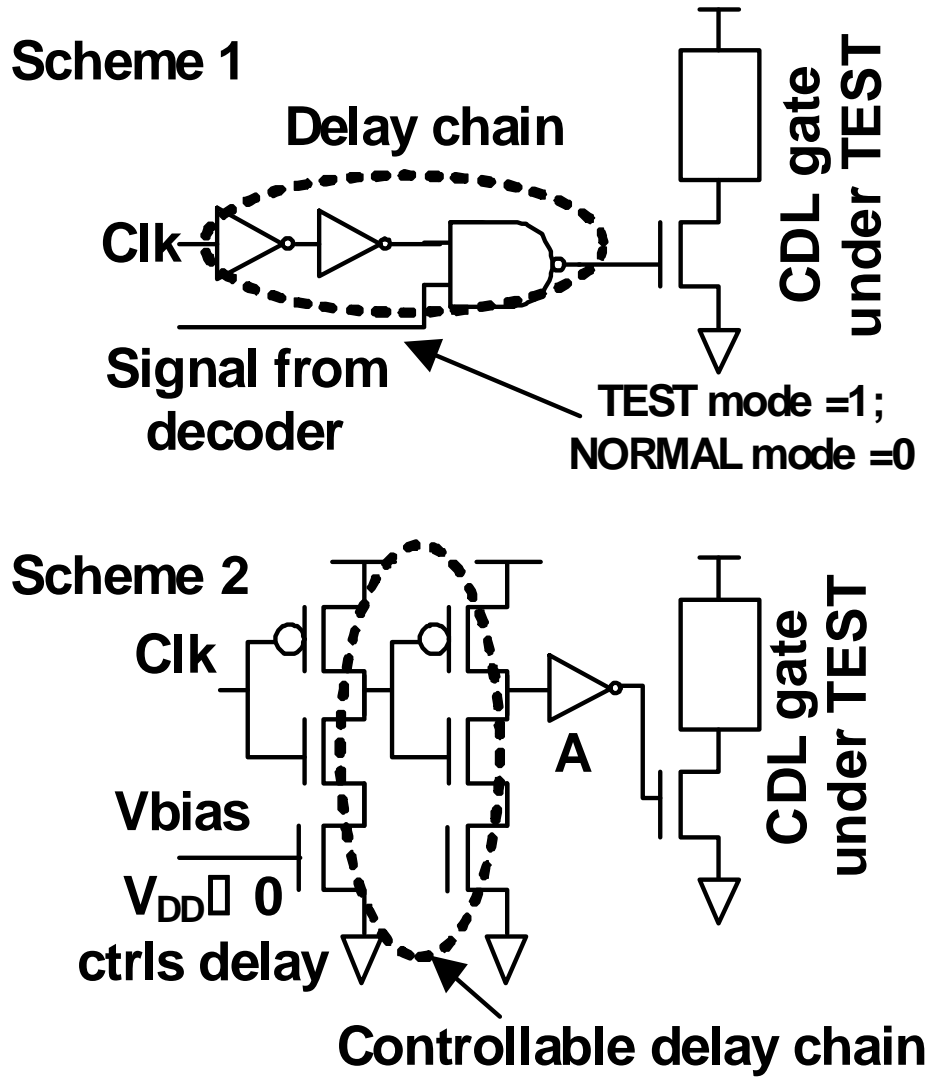 Scheme 1
Delay chain
Clk
Signal from
decoder
TEST mode =1;
NORMAL mode =0
CDL gate
under TEST
Scheme 2
Clk
Vbias
VDD▯ 0
ctrls delay
A
CDL gate
under TEST
Controllable delay chain